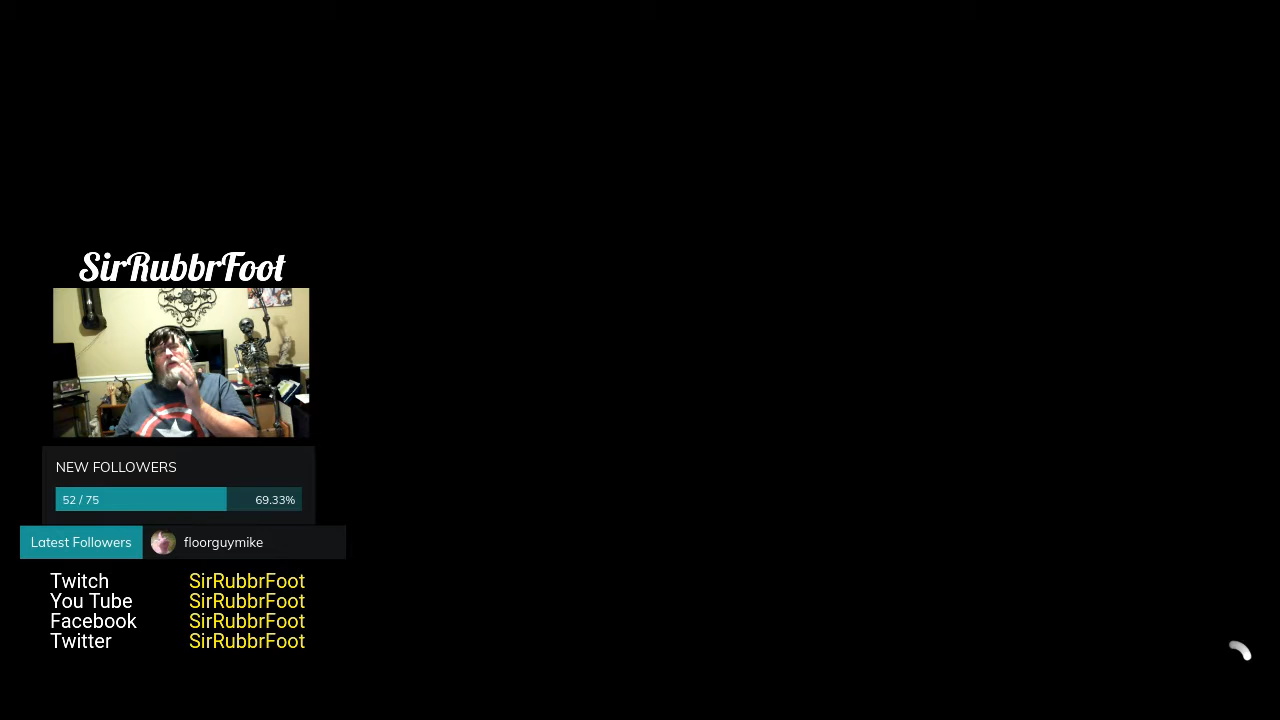 SirRubbrFoot
NEW FOLLOWERS
52 / 75 69.33%
Latest Followers floorguymike
Twitch SirRubbrFoot
You Tube SirRubbrFoot
Facebook SirRubbrFoot
Twitter SirRubbrFoot